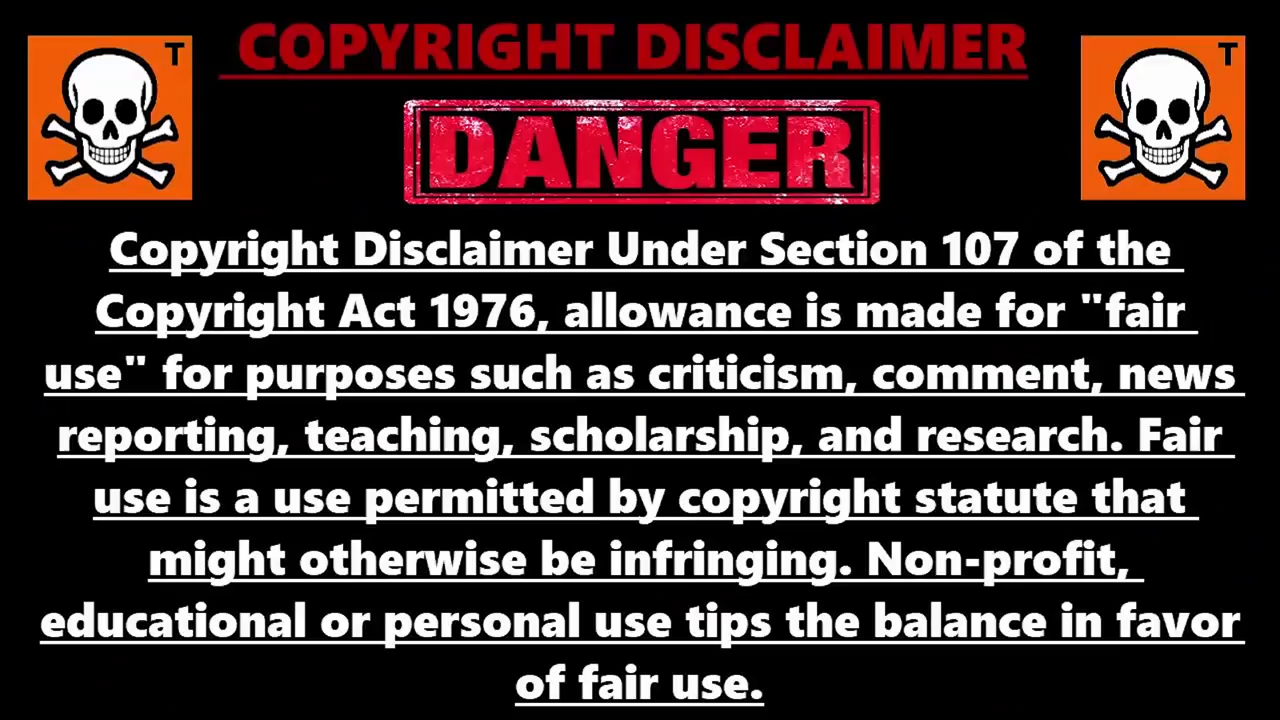 COPYRIGHT DISCLAIMER
T
T
DANGER
Copyright Disclaimer Under Section 107 of the
Copyright Act 1976, allowance is made for "fair
use" for purposes such as criticism, comment, news
reporting, teaching, scholarship, and research. Fair
use is a use permitted by copyright statute that
might otherwise be infringing. Non-profit,
educational or personal use tips the balance in favor
of fair use.